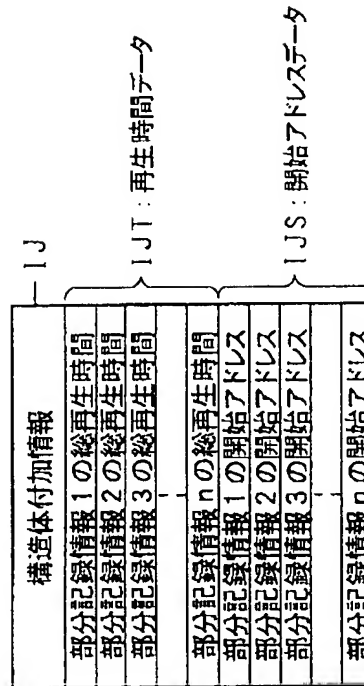 構造体付加情報
IJ
部分記録情報1の総再生時間
部分記録情報2の総再生時間
部分記録情報3の総再生時間
部分記録情報nの総再生時間
IJT:再生時間データ
部分記録情報1の開始アドレス
部分記録情報2の開始アドレス
部分記録情報3の開始アドレス
部分記録情報nの開始アドレス
IJS:開始アドレスデータ